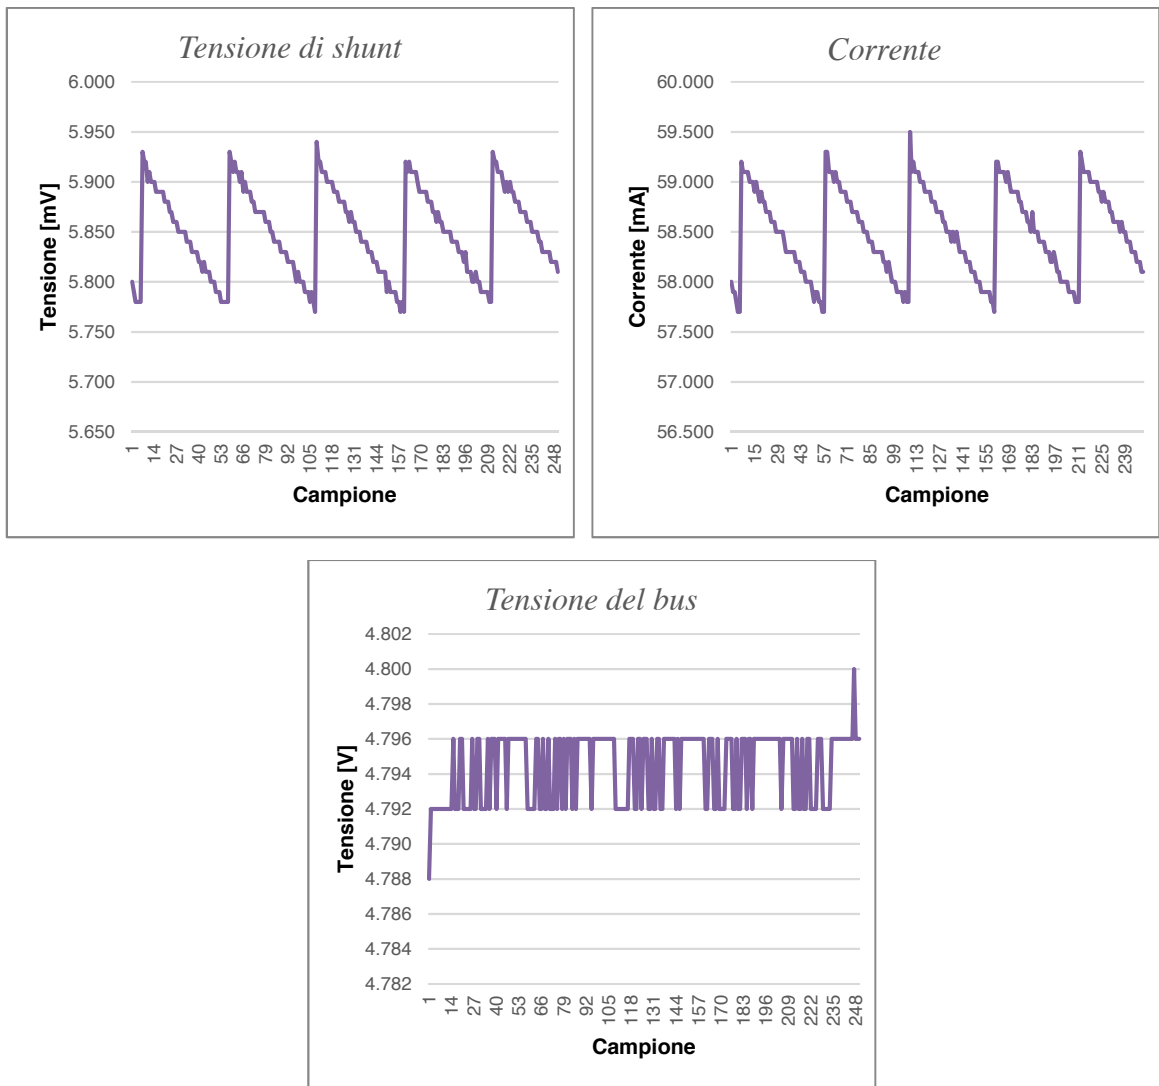 Tensione di shunt
6.000
5.950
5.900
5.850
5.800
5.750
5.700
5.650
Tensione [mV]
1 14 27 40 53 66 79 92 105 118 131 144 157 170 183 196 209 222 235 248
Campione
Corrente
60.000
59.500
59.000
58.500
58.000
57.500
57.000
56.500
Corrente [mA]
1 15 29 43 57 71 85 99 113 127 141 155 169 183 197 211 225 239
Campione
Tensione del bus
4.802
4.800
4.798
4.796
4.794
4.792
4.790
4.788
4.786
4.784
4.782
Tensione [V]
1 14 27 40 53 66 79 92 105 118 131 144 157 170 183 196 209 222 235 248
Campione